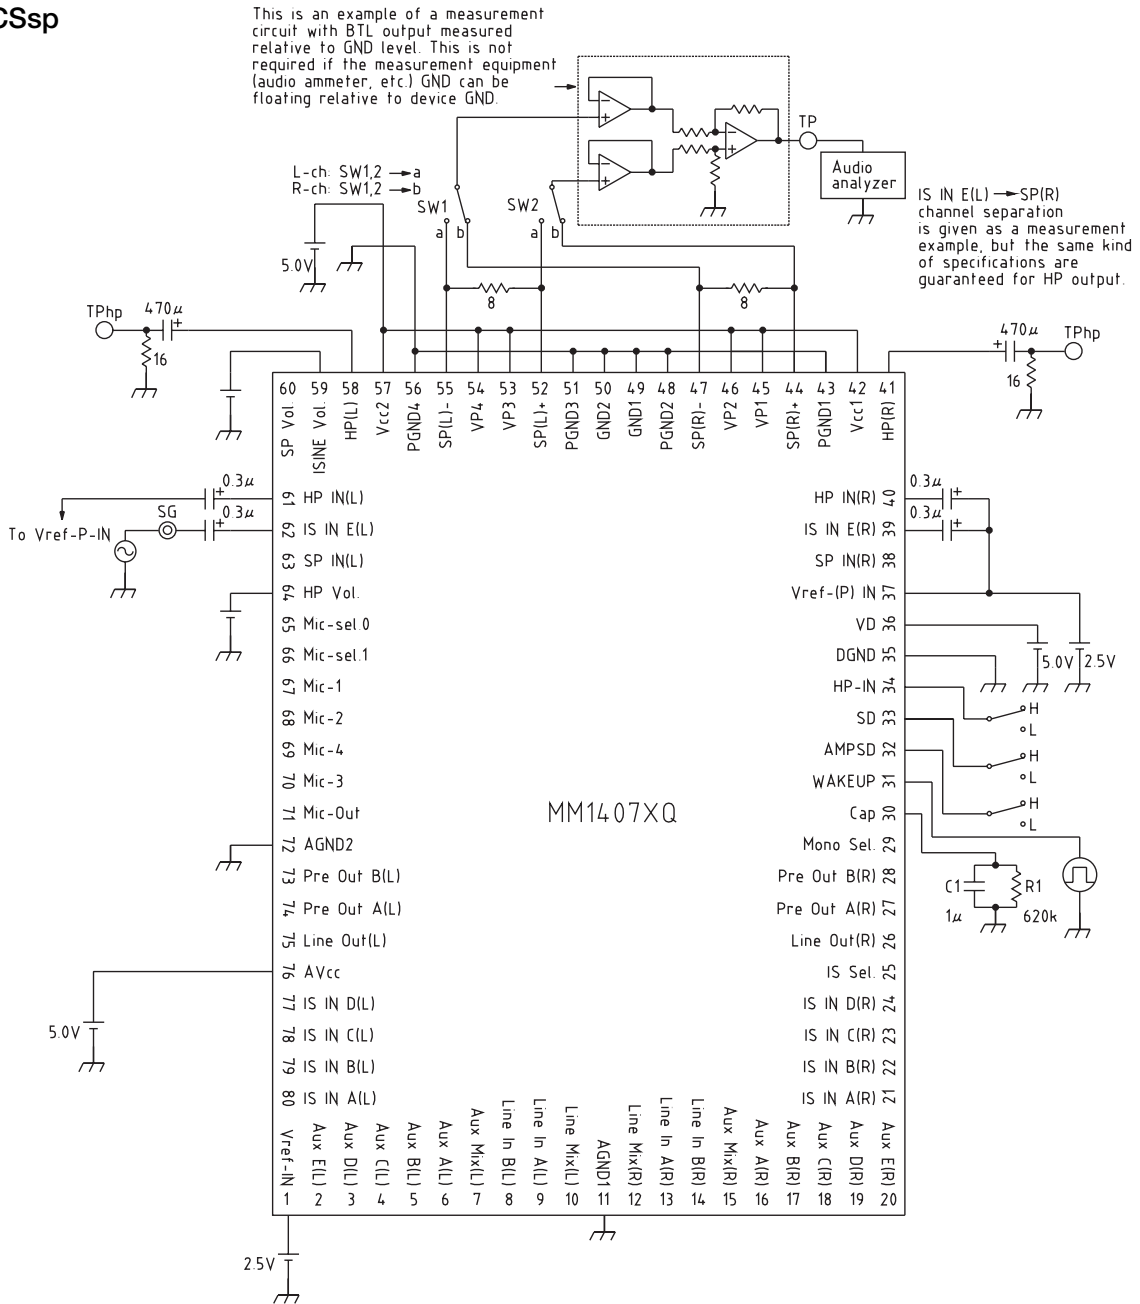 CSsp
This is an example of a measurement
circuit with BTL output measured
relative to GND level. This is not
required if the measurement equipment
(audio ammeter, etc.) GND can be
floating relative to device GND.
TP
Audio
analyzer
L-ch: SW1,2 → a
R-ch: SW1,2 → b
SW1
SW2
a b
a b
5.0V
8
8
IS IN E(L) → SP(R)
channel separation
is given as a measurement
example, but the same kind
of specifications are
guaranteed for HP output.
TPhp
470μ
+
16
470μ
+
TPhp
16
60 59 58 57 56 55 54 53 52 51 50 49 48 47 46 45 44 43 42 41
SP Vol.
ISINE Vol.
HP(L)
Vcc2
PGND4
SP(L)-
VP4
VP3
SP(L)+
PGND3
GND2
GND1
PGND2
SP(R)-
VP2
VP1
SP(R)+
PGND1
Vcc1
HP(R)
0.3μ
+
To Vref-P-IN
SG
0.3μ
+
61 HP IN(L)
62 IS IN E(L)
63 SP IN(L)
64 HP Vol.
65 Mic-sel.0
66 Mic-sel.1
67 Mic-1
68 Mic-2
69 Mic-4
70 Mic-3
71 Mic-Out
72 AGND2
73 Pre Out B(L)
74 Pre Out A(L)
75 Line Out(L)
76 AVcc
77 IS IN D(L)
78 IS IN C(L)
79 IS IN B(L)
80 IS IN A(L)
5.0V
MM1407XQ
HP IN(R) 40
IS IN E(R) 39
SP IN(R) 38
Vref-(P) IN 37
VD 36
DGND 35
HP-IN 34
SD 33
AMPSD 32
WAKEUP 31
Cap 30
Mono Sel. 29
Pre Out B(R) 28
Pre Out A(R) 27
Line Out(R) 26
IS Sel. 25
IS IN D(R) 24
IS IN C(R) 23
IS IN B(R) 22
IS IN A(R) 21
0.3μ
+
0.3μ
+
5.0V
2.5V
H
L
H
L
H
L
C1
1μ
R1
620k
Vref-IN
Aux E(L)
Aux D(L)
Aux C(L)
Aux B(L)
Aux A(L)
Aux Mix(L)
Line In B(L)
Line In A(L)
Line Mix(L)
AGND1
Line Mix(R)
Line In A(R)
Line In B(R)
Aux Mix(R)
Aux A(R)
Aux B(R)
Aux C(R)
Aux D(R)
Aux E(R)
1 2 3 4 5 6 7 8 9 10 11 12 13 14 15 16 17 18 19 20
2.5V